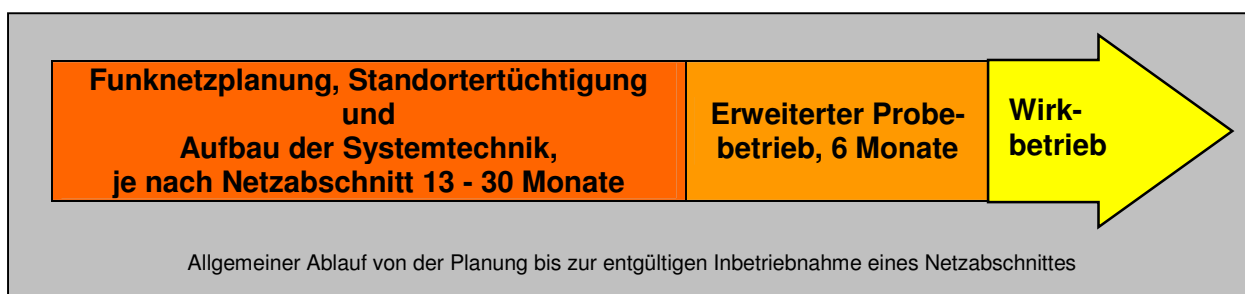 Funknetzplanung, Standortertüchtigung
und
Aufbau der Systemtechnik,
je nach Netzabschnitt 13 - 30 Monate
Erweiterter Probe-
betrieb, 6 Monate
Wirk-
betrieb
Allgemeiner Ablauf von der Planung bis zur entgültigen Inbetriebnahme eines Netzabschnittes